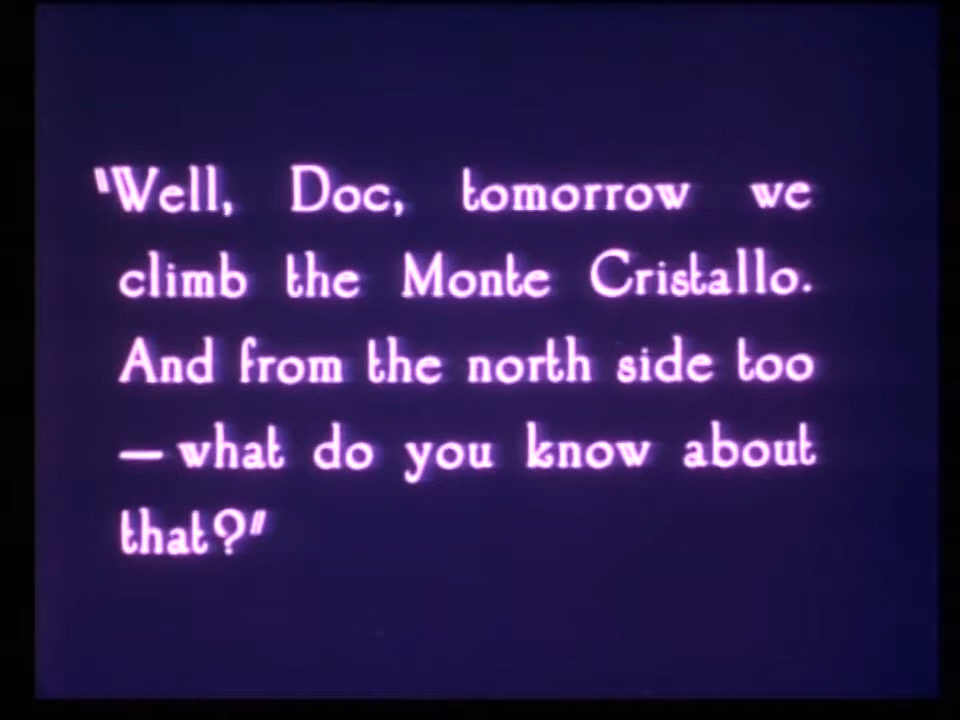 "Well, Doc, tomorrow we
climb the Monte Cristallo.
And from the north side too
— what do you know about
that?"